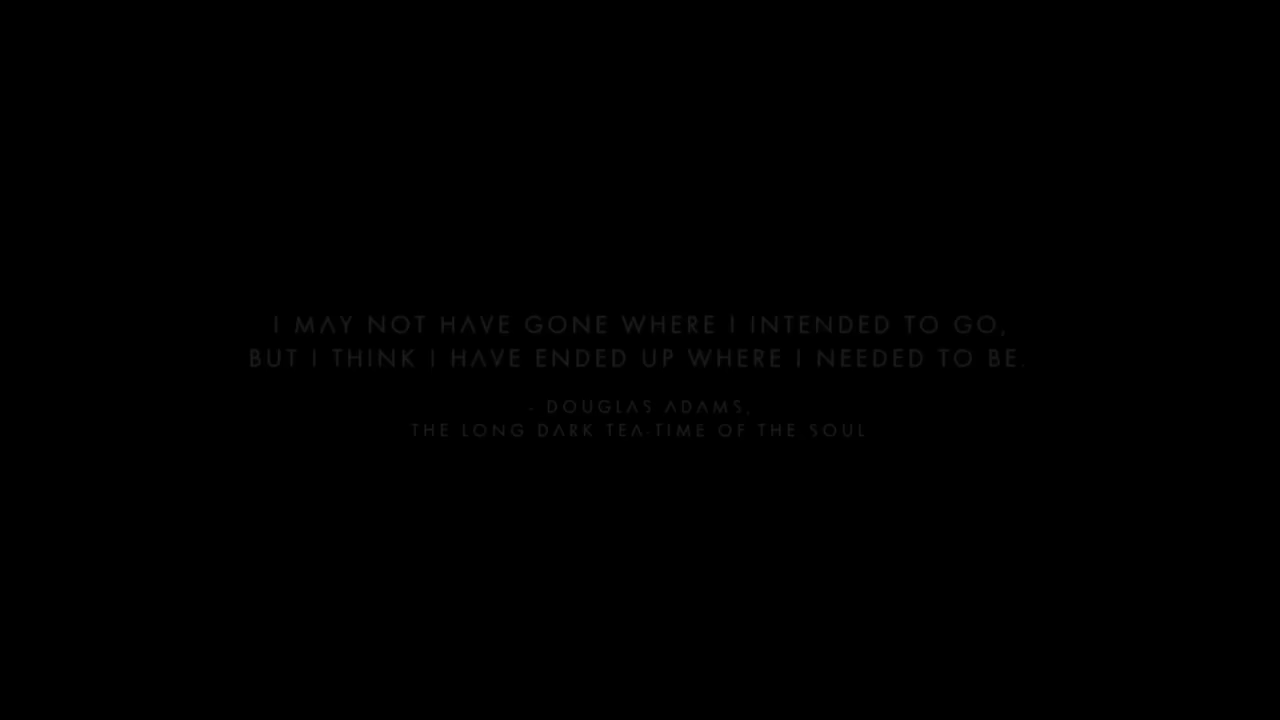 I MAY NOT HAVE GONE WHERE I INTENDED TO GO,
BUT I THINK I HAVE ENDED UP WHERE I NEEDED TO BE.
- DOUGLAS ADAMS,
THE LONG DARK TEA-TIME OF THE SOUL